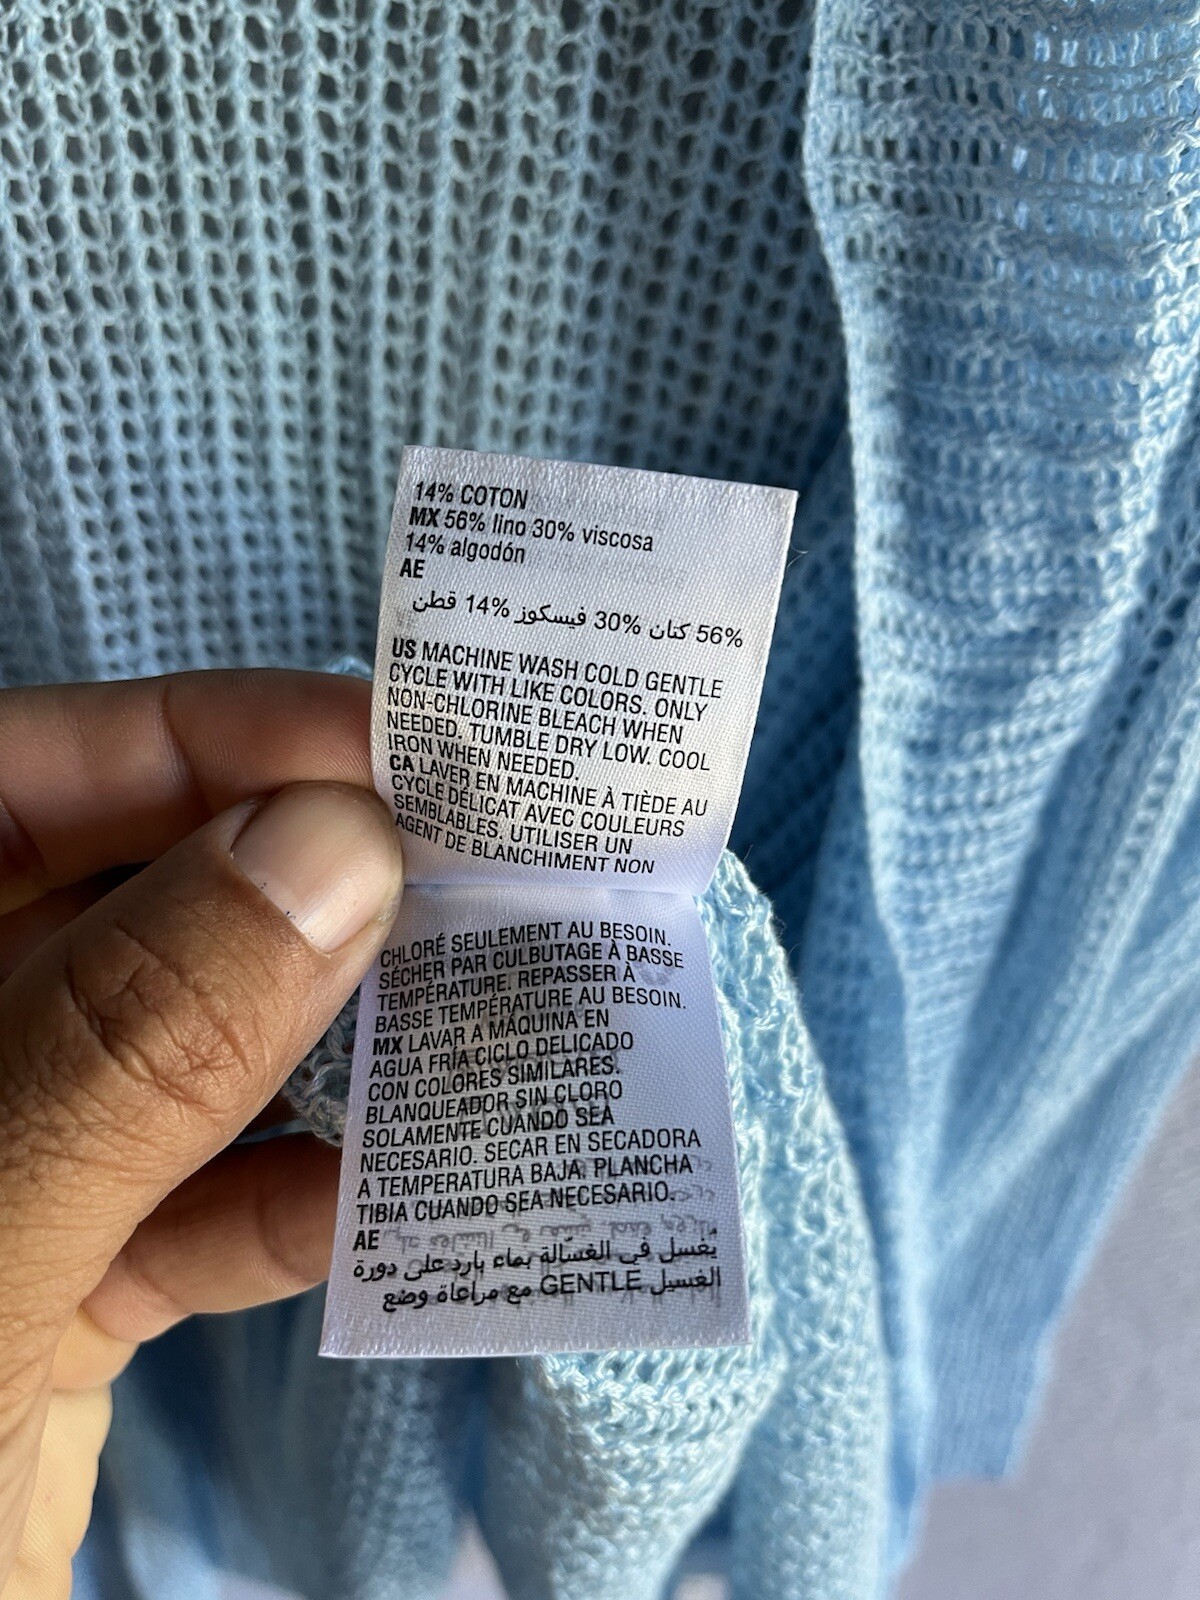 14% COTON
MX 56% lino 30% viscosa
14% algodón
AE
56% كتان 30% فيسكوز 14% قطن
US MACHINE WASH COLD GENTLE
CYCLE WITH LIKE COLORS. ONLY
NON-CHLORINE BLEACH WHEN
NEEDED. TUMBLE DRY LOW. COOL
IRON WHEN NEEDED.
CA LAVER EN MACHINE À TIÈDE AU
CYCLE DÉLICAT AVEC COULEURS
SEMBLABLES. UTILISER UN
AGENT DE BLANCHIMENT NON
CHLORÉ SEULEMENT AU BESOIN.
SÉCHER PAR CULBUTAGE À BASSE
TEMPÉRATURE. REPASSER À
BASSE TEMPÉRATURE AU BESOIN.
MX LAVAR A MÁQUINA EN
AGUA FRÍA CICLO DELICADO
CON COLORES SIMILARES.
BLANQUEADOR SIN CLORO
SOLAMENTE CUANDO SEA
NECESARIO. SECAR EN SECADORA
A TEMPERATURA BAJA. PLANCHA
TIBIA CUANDO SEA NECESARIO.
AE
يُغسل في الغسّالة بماء بارد على دورة
الغسيل GENTLE مع مراعاة وضع